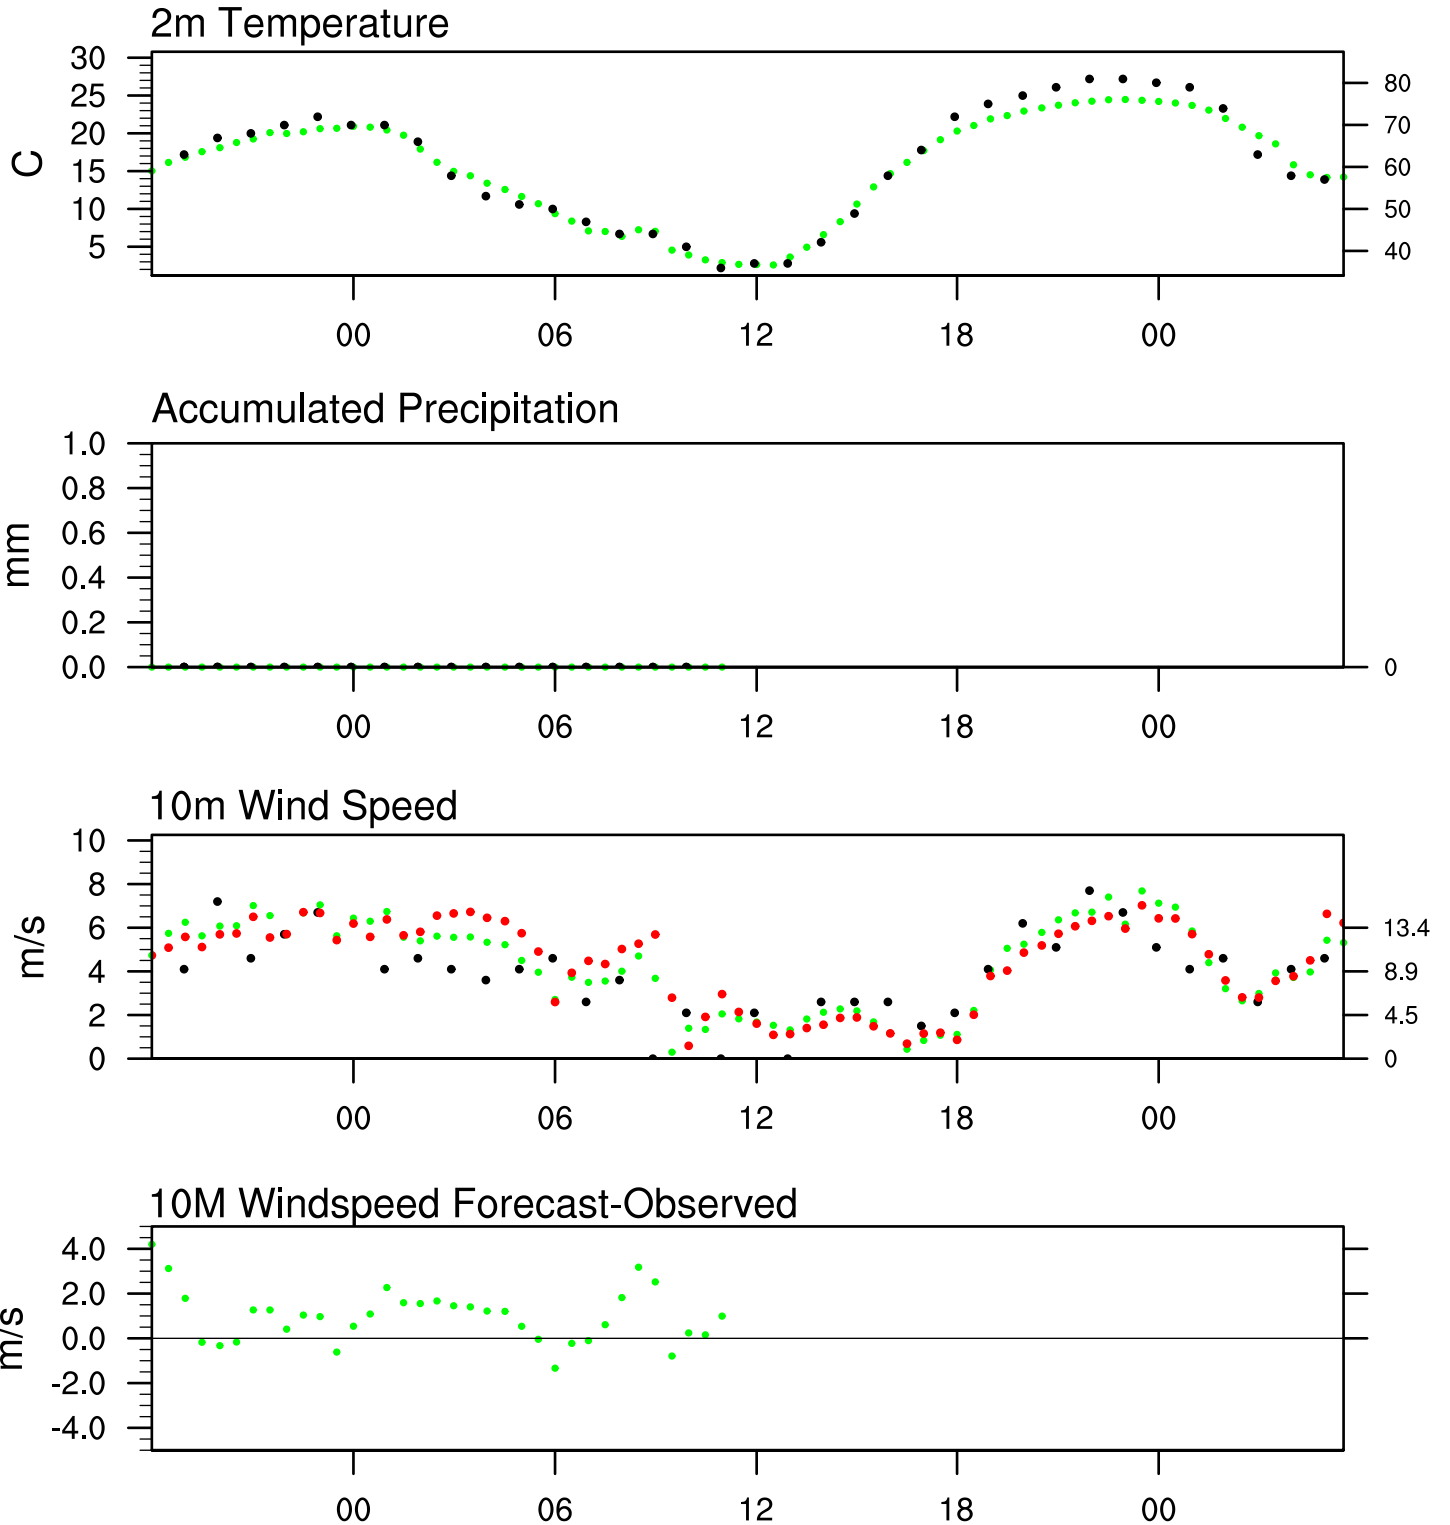 2m Temperature
30
25
20
15
10
5
C
80
70
60
50
40
00 06 12 18 00
Accumulated Precipitation
1.0
0.8
0.6
0.4
0.2
0.0
mm
0
00 06 12 18 00
10m Wind Speed
10
8
6
4
2
0
m/s
13.4
8.9
4.5
0
00 06 12 18 00
10M Windspeed Forecast-Observed
4.0
2.0
0.0
-2.0
-4.0
m/s
00 06 12 18 00